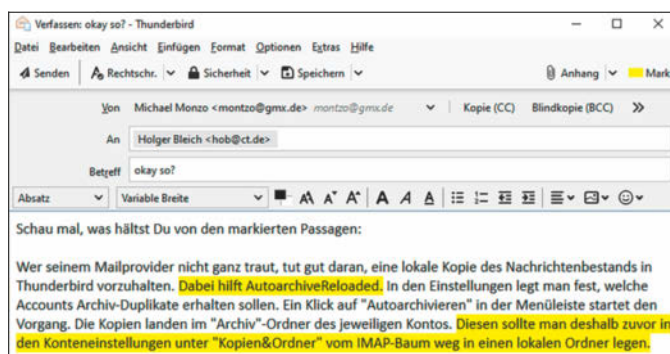 Verfassen: okay so? - Thunderbird
Datei Bearbeiten Ansicht Einfügen Format Optionen Extras Hilfe
Senden Rechtschr. Sicherheit Speichern Anhang Mark
Von Michael Monzo <montzo@gmx.de> montzo@gmx.de Kopie (CC) Blindkopie (BCC)
An Holger Bleich <hob@ct.de>
Betreff okay so?
Absatz Variable Breite
Schau mal, was hältst Du von den markierten Passagen:
Wer seinem Mailprovider nicht ganz traut, tut gut daran, eine lokale Kopie des Nachrichtenbestands in
Thunderbird vorzuhalten. Dabei hilft AutoarchiveReloaded. In den Einstellungen legt man fest, welche
Accounts Archiv-Duplikate erhalten sollen. Ein Klick auf "Autoarchivieren" in der Menüleiste startet den
Vorgang. Die Kopien landen im "Archiv"-Ordner des jeweiligen Kontos. Diesen sollte man deshalb zuvor in
den Konteneinstellungen unter "Kopien&Ordner" vom IMAP-Baum weg in einen lokalen Ordner legen.